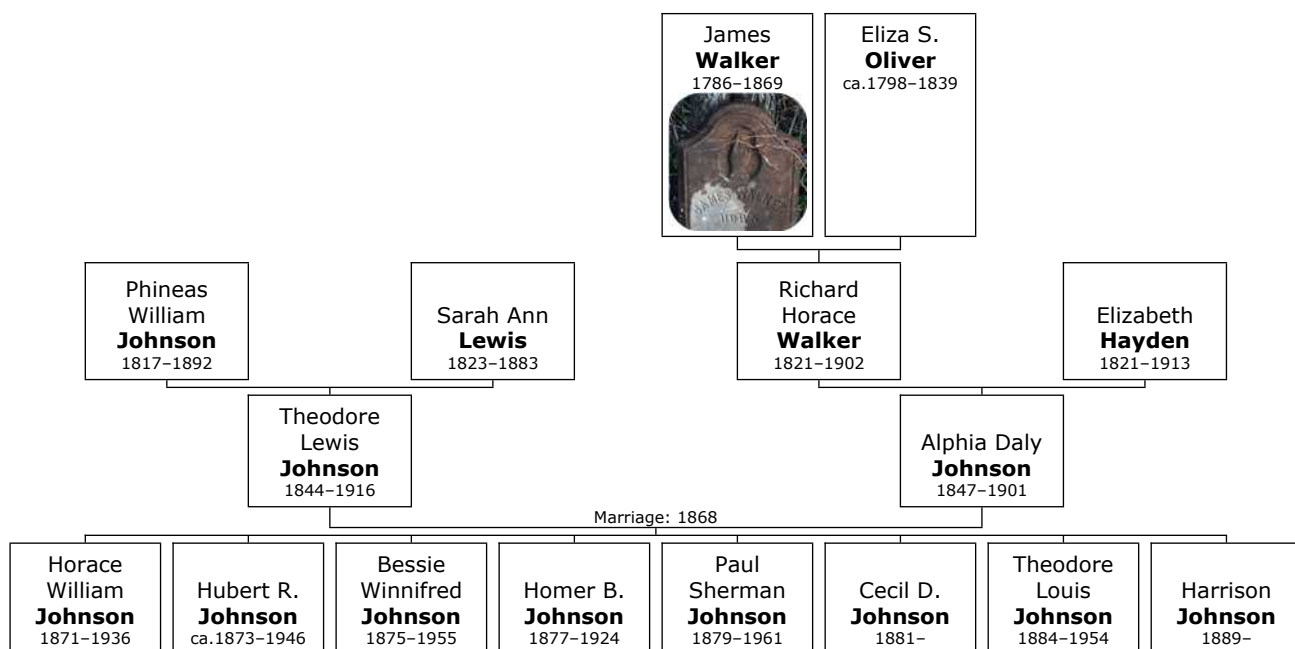 James
Walker
1786–1869
Eliza S.
Oliver
ca.1798–1839
Phineas
William
Johnson
1817–1892
Sarah Ann
Lewis
1823–1883
Richard
Horace
Walker
1821–1902
Elizabeth
Hayden
1821–1913
Theodore
Lewis
Johnson
1844–1916
Alphia Daly
Johnson
1847–1901
Marriage: 1868
Horace
William
Johnson
1871–1936
Hubert R.
Johnson
ca.1873–1946
Bessie
Winnifred
Johnson
1875–1955
Homer B.
Johnson
1877–1924
Paul
Sherman
Johnson
1879–1961
Cecil D.
Johnson
1881–
Theodore
Louis
Johnson
1884–1954
Harrison
Johnson
1889–